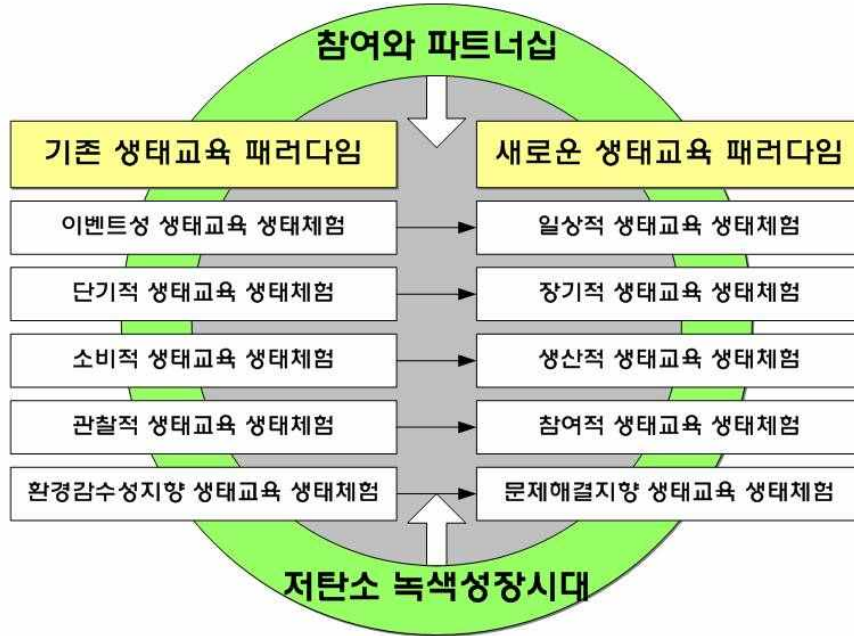 참여와 파트너십
기존 생태교육 패러다임
새로운 생태교육 패러다임
이벤트성 생태교육 생태체험
일상적 생태교육 생태체험
단기적 생태교육 생태체험
장기적 생태교육 생태체험
소비적 생태교육 생태체험
생산적 생태교육 생태체험
관찰적 생태교육 생태체험
참여적 생태교육 생태체험
환경감수성지향 생태교육 생태체험
문제해결지향 생태교육 생태체험
저탄소 녹색성장시대